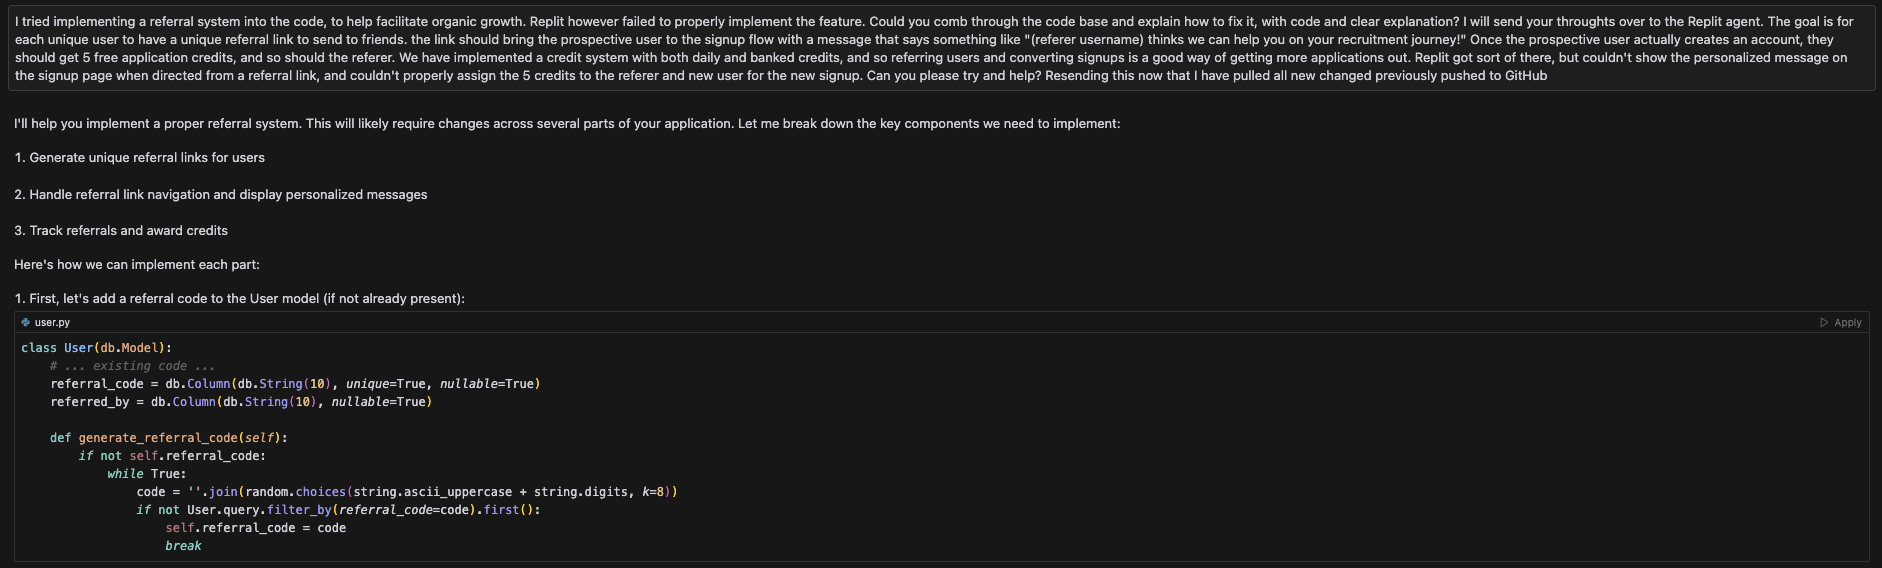 I tried implementing a referral system into the code, to help facilitate organic growth. Replit however failed to properly implement the feature. Could you comb through the code base and explain how to fix it, with code and clear explanation? I will send your throughts over to the Replit agent. The goal is for
each unique user to have a unique referral link to send to friends. the link should bring the prospective user to the signup flow with a message that says something like "(referer username) thinks we can help you on your recruitment journey!" Once the prospective user actually creates an account, they
should get 5 free application credits, and so should the referer. We have implemented a credit system with both daily and banked credits, and so referring users and converting signups is a good way of getting more applications out. Replit got sort of there, but couldn't show the personalized message on
the signup page when directed from a referral link, and couldn't properly assign the 5 credits to the referer and new user for the new signup. Can you please try and help? Resending this now that I have pulled all new changed previously pushed to GitHub
I'll help you implement a proper referral system. This will likely require changes across several parts of your application. Let me break down the key components we need to implement:
1. Generate unique referral links for users
2. Handle referral link navigation and display personalized messages
3. Track referrals and award credits
Here's how we can implement each part:
1. First, let's add a referral code to the User model (if not already present):
user.py
Apply
class User(db.Model):
    # ... existing code ...
    referral_code = db.Column(db.String(10), unique=True, nullable=True)
    referred_by = db.Column(db.String(10), nullable=True)
    def generate_referral_code(self):
        if not self.referral_code:
            while True:
                code = ''.join(random.choices(string.ascii_uppercase + string.digits, k=8))
                if not User.query.filter_by(referral_code=code).first():
                    self.referral_code = code
                    break